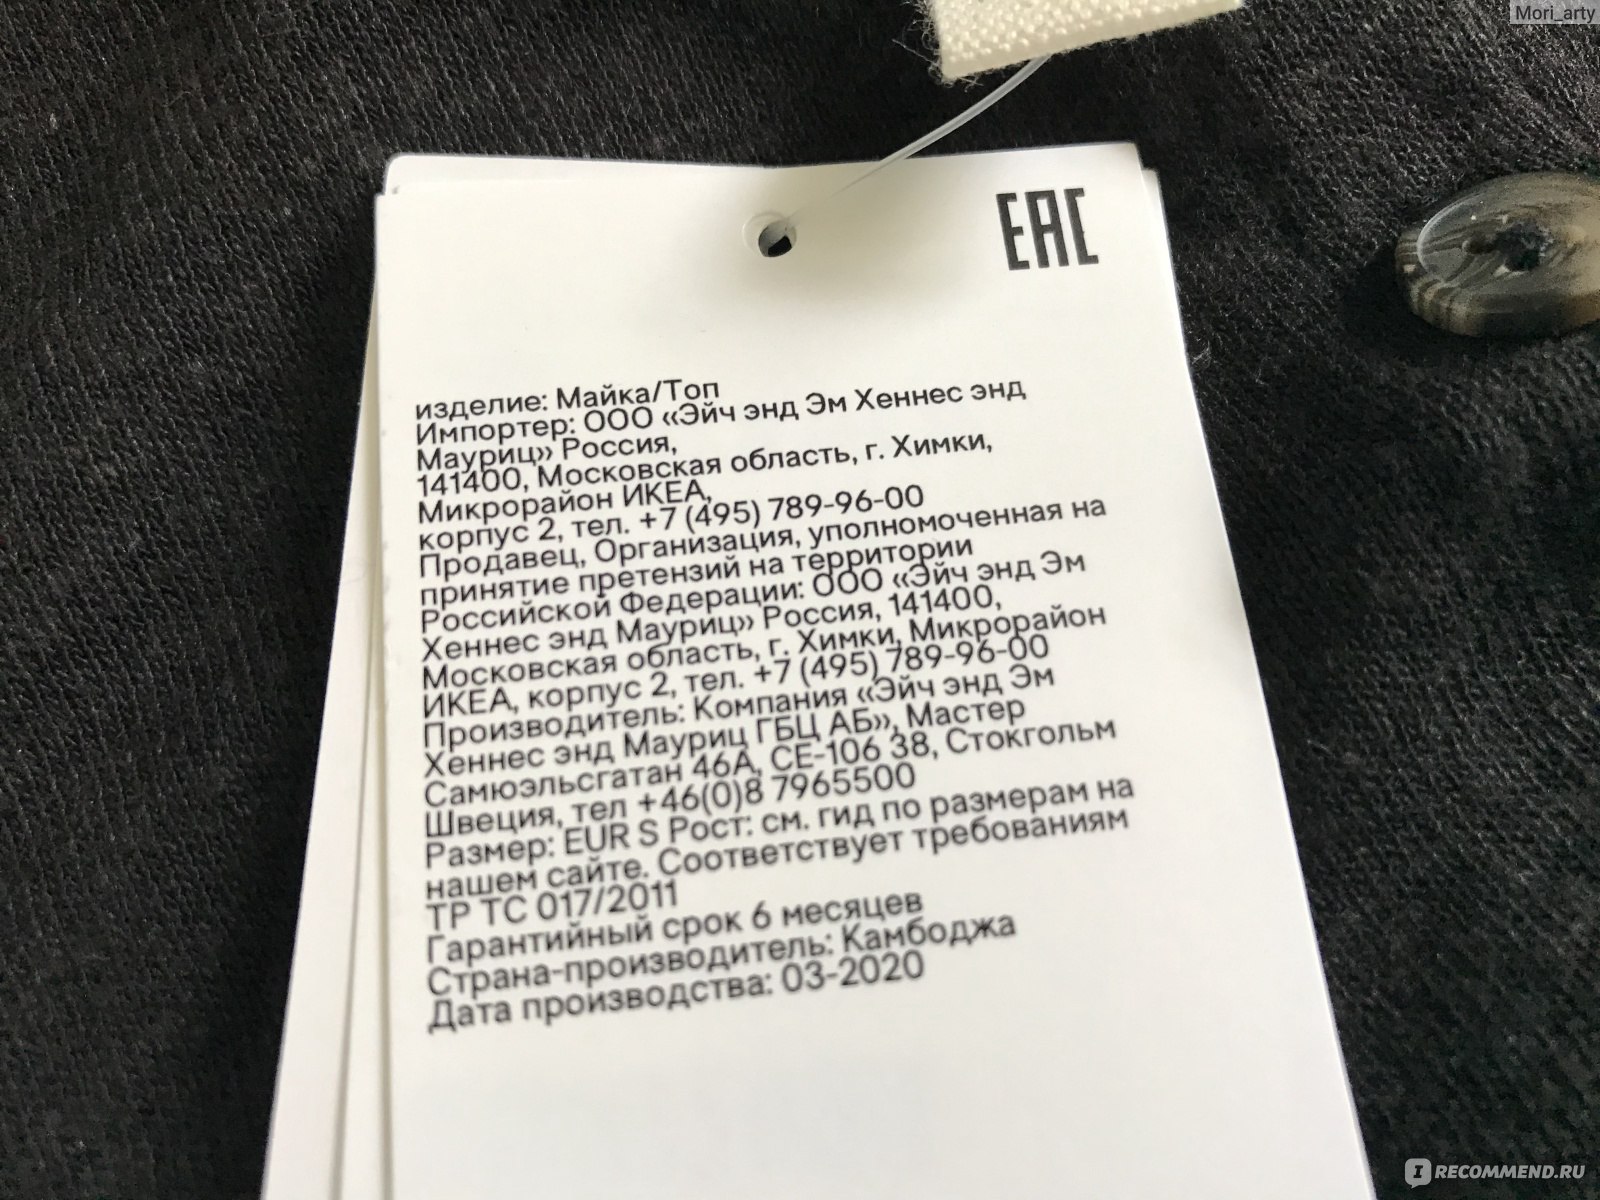 Mori_arty
EAC
изделие: Майка/Топ
Импортер: ООО «Эйч энд Эм Хеннес энд
Мауриц» Россия,
141400, Московская область, г. Химки,
Микрорайон ИКЕА,
корпус 2, тел. +7 (495) 789-96-00
Продавец, Организация, уполномоченная на
принятие претензий на территории
Российской Федерации: ООО «Эйч энд Эм
Хеннес энд Мауриц» Россия, 141400,
Московская область, г. Химки, Микрорайон
ИКЕА, корпус 2, тел. +7 (495) 789-96-00
Производитель: Компания «Эйч энд Эм
Хеннес энд Мауриц ГБЦ АБ», Мастер
Самюэльсгатан 46А, СЕ-106 38, Стокгольм
Швеция, тел +46(0)8 7965500
Размер: EUR S Рост: см. гид по размерам на
нашем сайте. Соответствует требованиям
ТР ТС 017/2011
Гарантийный срок 6 месяцев
Страна-производитель: Камбоджа
Дата производства: 03-2020
IRECOMMEND.RU